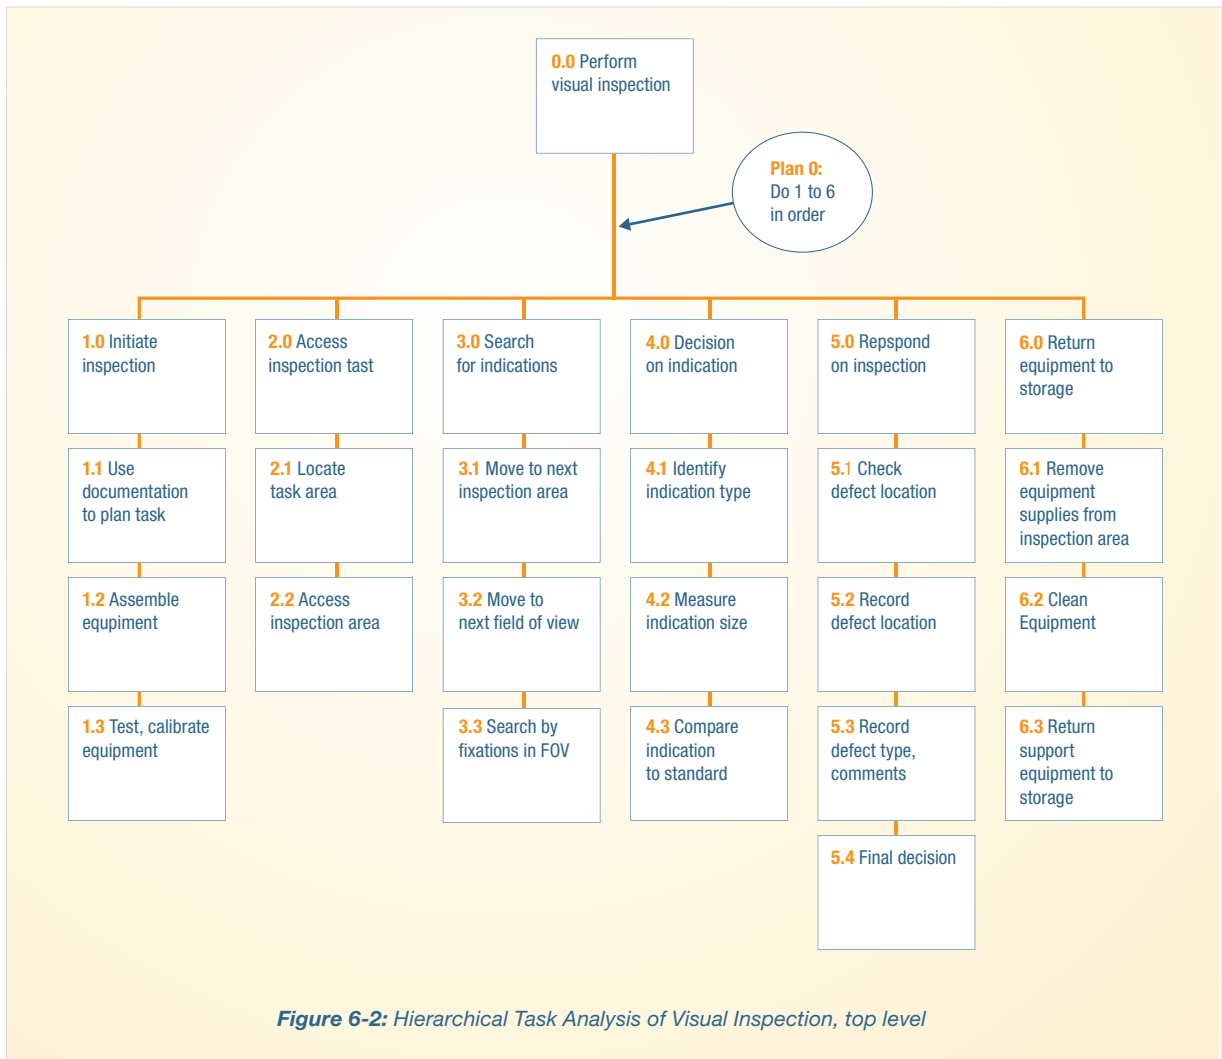 0.0 Perform
visual inspection
Plan 0:
Do 1 to 6
in order
1.0 Initiate
inspection
2.0 Access
inspection tast
3.0 Search
for indications
4.0 Decision
on indication
5.0 Repspond
on inspection
6.0 Return
equipment to
storage
1.1 Use
documentation
to plan task
2.1 Locate
task area
3.1 Move to next
inspection area
4.1 Identify
indication type
5.1 Check
defect location
6.1 Remove
equipment
supplies from
inspection area
1.2 Assemble
equpiment
2.2 Access
inspection area
3.2 Move to
next field of view
4.2 Measure
indication size
5.2 Record
defect location
6.2 Clean
Equipment
1.3 Test, calibrate
equipment
3.3 Search by
fixations in FOV
4.3 Compare
indication
to standard
5.3 Record
defect type,
comments
6.3 Return
support
equipment to
storage
5.4 Final decision
Figure 6-2: Hierarchical Task Analysis of Visual Inspection, top level